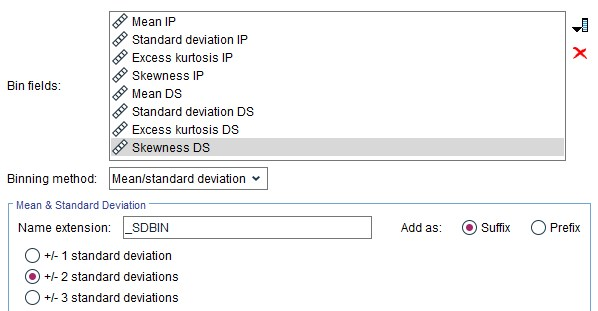 Mean IP
Standard deviation IP
Excess kurtosis IP
Skewness IP
Bin fields:
Mean DS
Standard deviation DS
Excess kurtosis DS
Skewness DS
Binning method: Mean/standard deviation
Mean & Standard Deviation
Name extension: _SDBIN Add as: Suffix Prefix
+/- 1 standard deviation
+/- 2 standard deviations
+/- 3 standard deviations